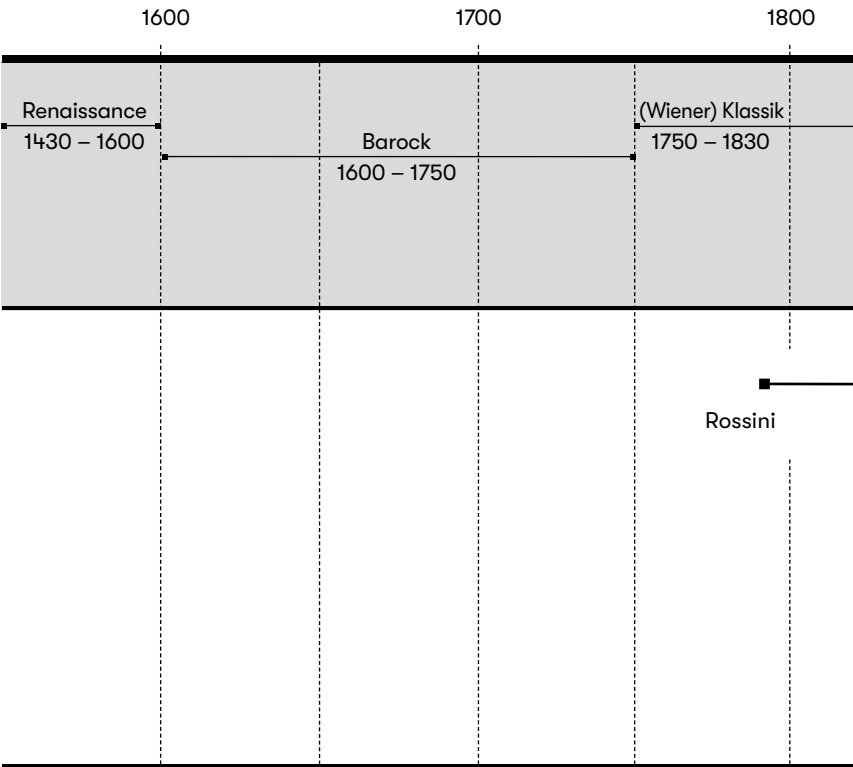 1600 1700 1800
Renaissance
1430 – 1600
Barock
1600 – 1750
(Wiener) Klassik
1750 – 1830
Rossini